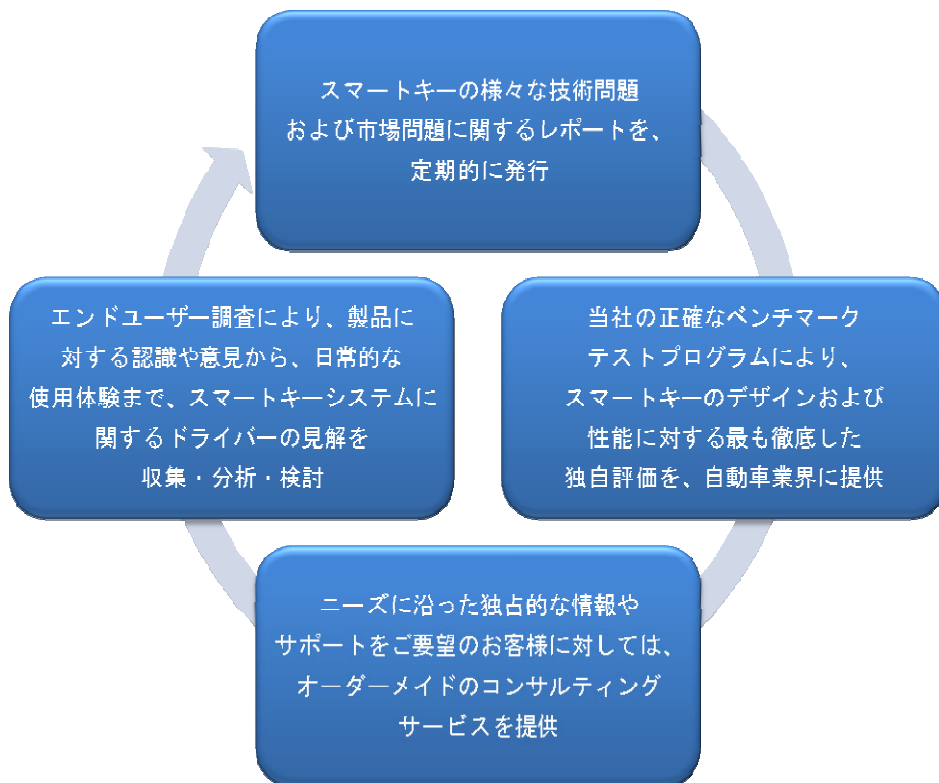 スマートキーの様々な技術問題
および市場問題に関するレポートを、
定期的に発行
エンドユーザー調査により、製品に
対する認識や意見から、日常的な
使用体験まで、スマートキーシステムに
関するドライバーの見解を
収集・分析・検討
当社の正確なベンチマーク
テストプログラムにより、
スマートキーのデザインおよび
性能に対する最も徹底した
独自評価を、自動車業界に提供
ニーズに沿った独占的な情報や
サポートをご要望のお客様に対しては、
オーダーメイドのコンサルティング
サービスを提供